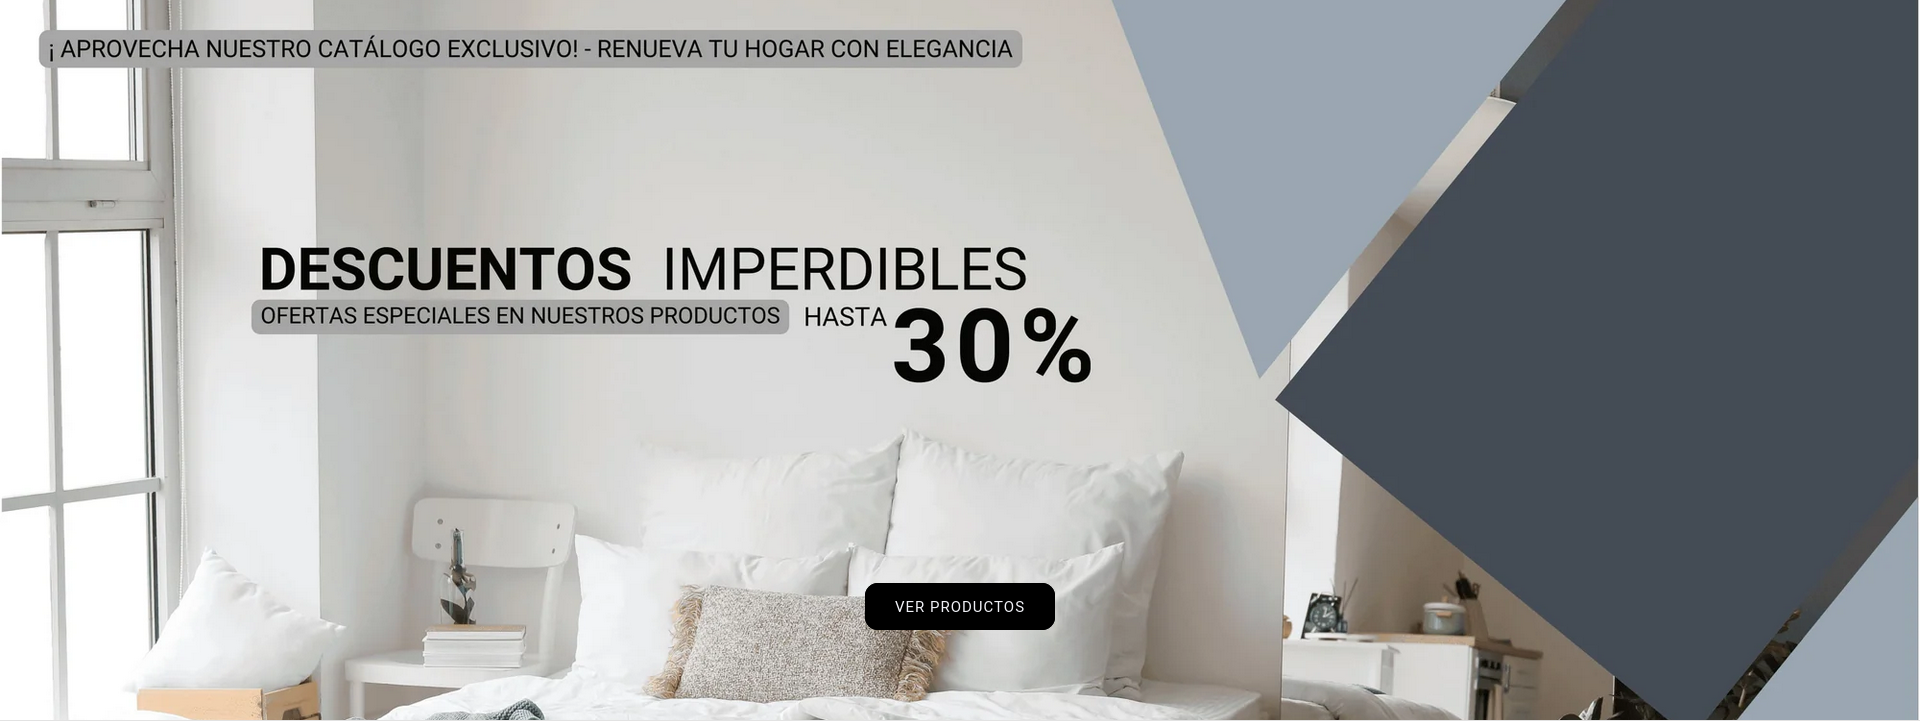 ¡ APROVECHA NUESTRO CATÁLOGO EXCLUSIVO! - RENUEVA TU HOGAR CON ELEGANCIA
DESCUENTOS IMPERDIBLES
OFERTAS ESPECIALES EN NUESTROS PRODUCTOS HASTA 30%
VER PRODUCTOS